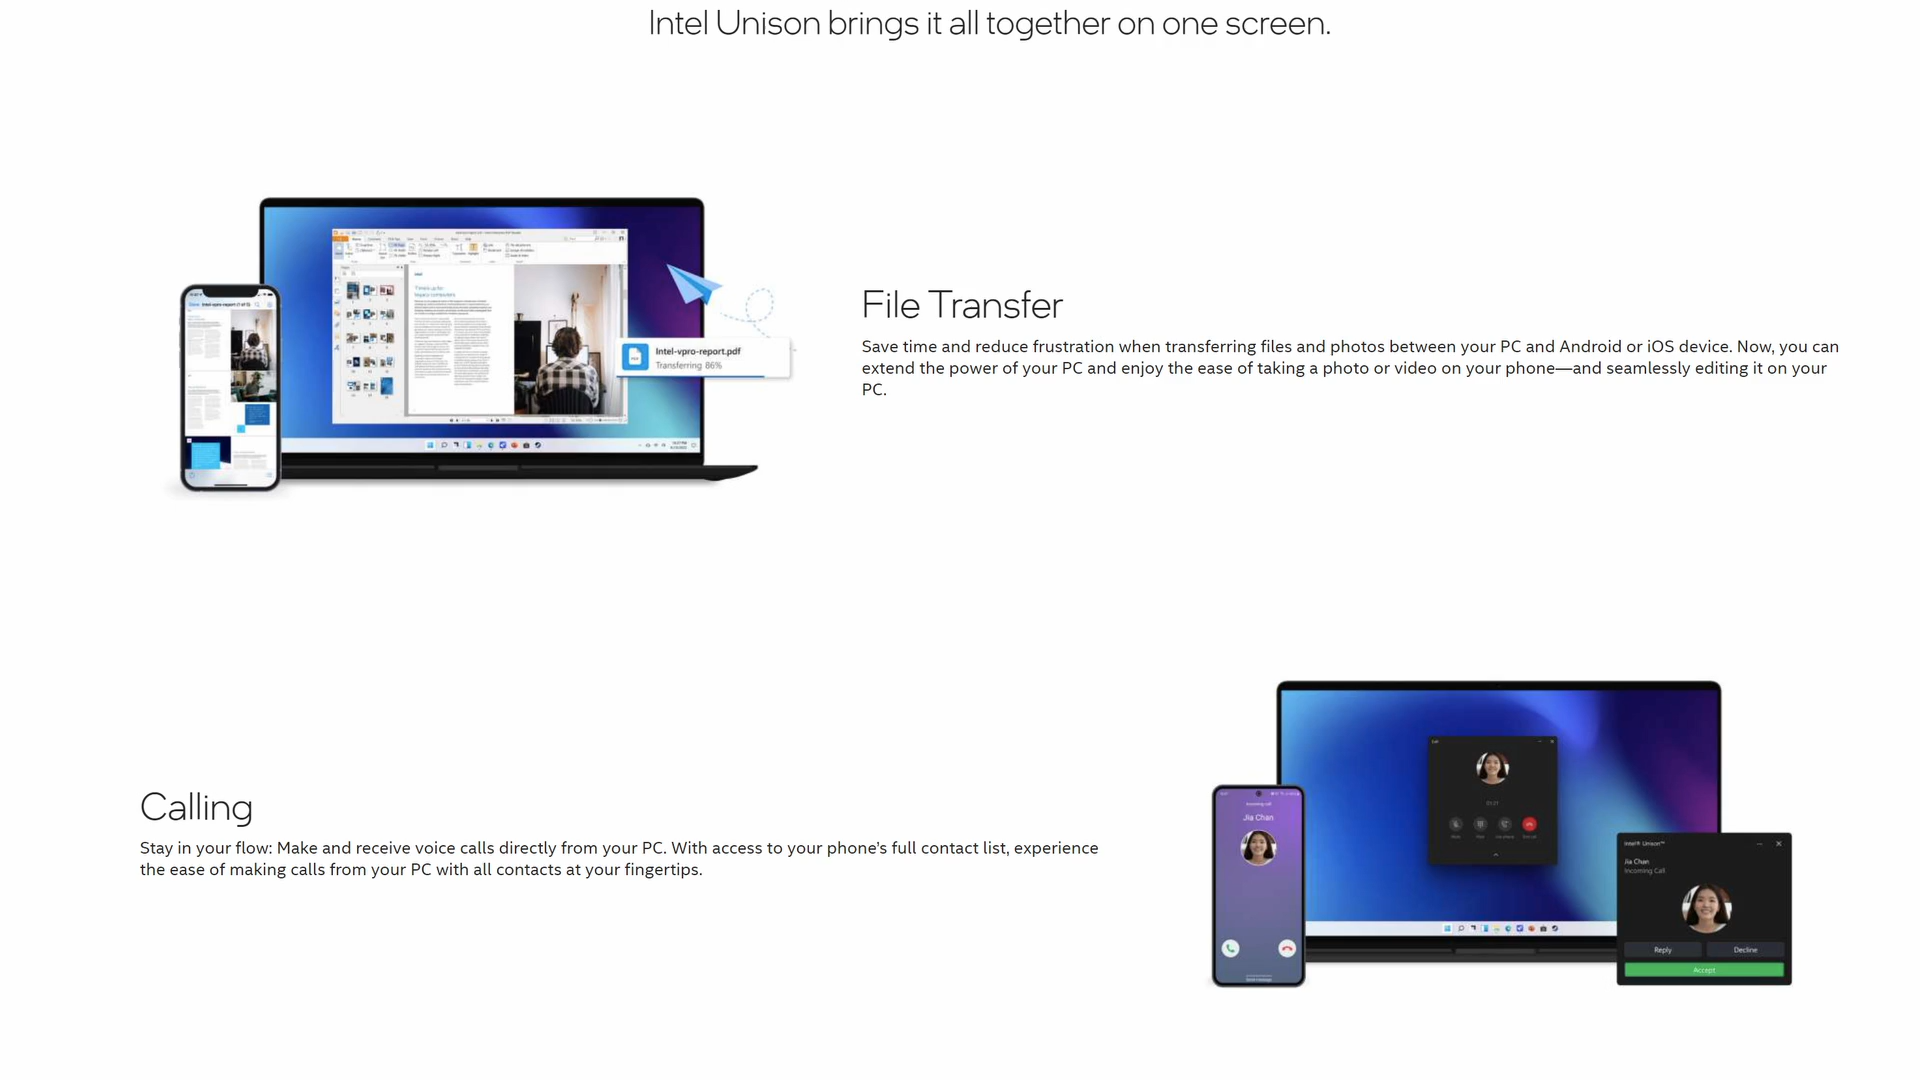 Intel Unison brings it all together on one screen.
Intel-vpro-report.pdf
Transferring 86%
File Transfer
Save time and reduce frustration when transferring files and photos between your PC and Android or iOS device. Now, you can
extend the power of your PC and enjoy the ease of taking a photo or video on your phone—and seamlessly editing it on your
PC.
Calling
Stay in your flow: Make and receive voice calls directly from your PC. With access to your phone’s full contact list, experience
the ease of making calls from your PC with all contacts at your fingertips.
Incoming call
Jia Chan
Intel® Unison™
Jia Chan
Incoming Call
Reply Decline
Accept